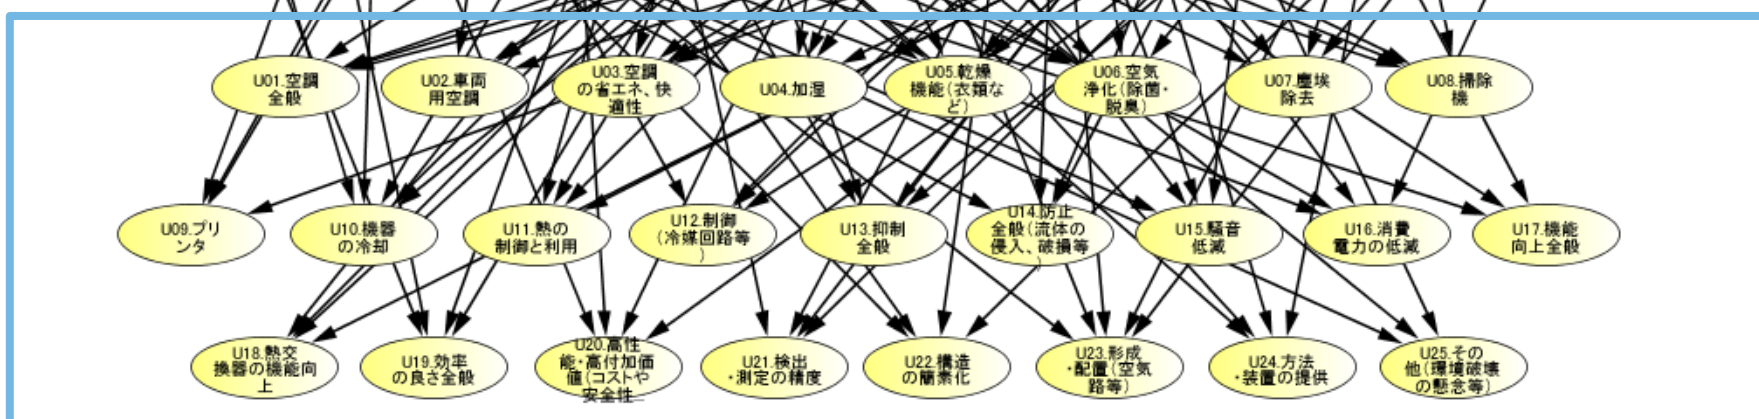 U01.空調
全般
U02.車両
用空調
U03.空調
の省エネ、快
適性
U04.加湿
U05.乾燥
機能(衣類な
ど)
U06.空気
浄化(除菌・
脱臭)
U07.塵埃
除去
U08.掃除
機
U09.プリ
ンタ
U10.機器
の冷却
U11.熱の
制御と利用
U12.制御
(冷媒回路等
)
U13.抑制
全般
U14.防止
全般(流体の
侵入、破損等
)
U15.騒音
低減
U16.消費
電力の低減
U17.機能
向上全般
U18.熱交
換器の機能向
上
U19.効率
の良さ全般
U20.高性
能・高付加価
値(コストや
安全性...
U21.検出
・測定の精度
U22.構造
の簡素化
U23.形成
・配置(空気
路等)
U24.方法
・装置の提供
U25.その
他(環境破壊
の懸念等)